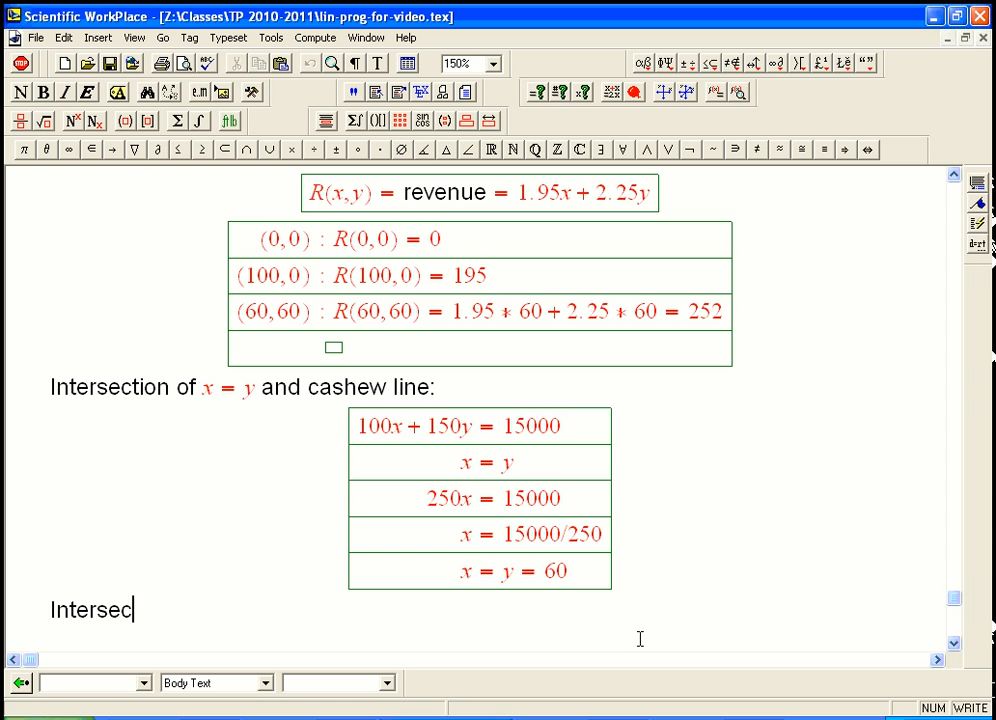 Scientific WorkPlace - [Z:\Classes\TP 2010-2011\lin-prog-for-video.tex]
File Edit Insert View Go Tag Typeset Tools Compute Window Help
150%
R(x,y) = revenue = 1.95x + 2.25y
(0,0) : R(0,0) = 0
(100,0) : R(100,0) = 195
(60,60) : R(60,60) = 1.95 * 60 + 2.25 * 60 = 252
Intersection of x = y and cashew line:
100x + 150y = 15000
x = y
250x = 15000
x = 15000/250
x = y = 60
Intersec
Body Text
NUM WRITE